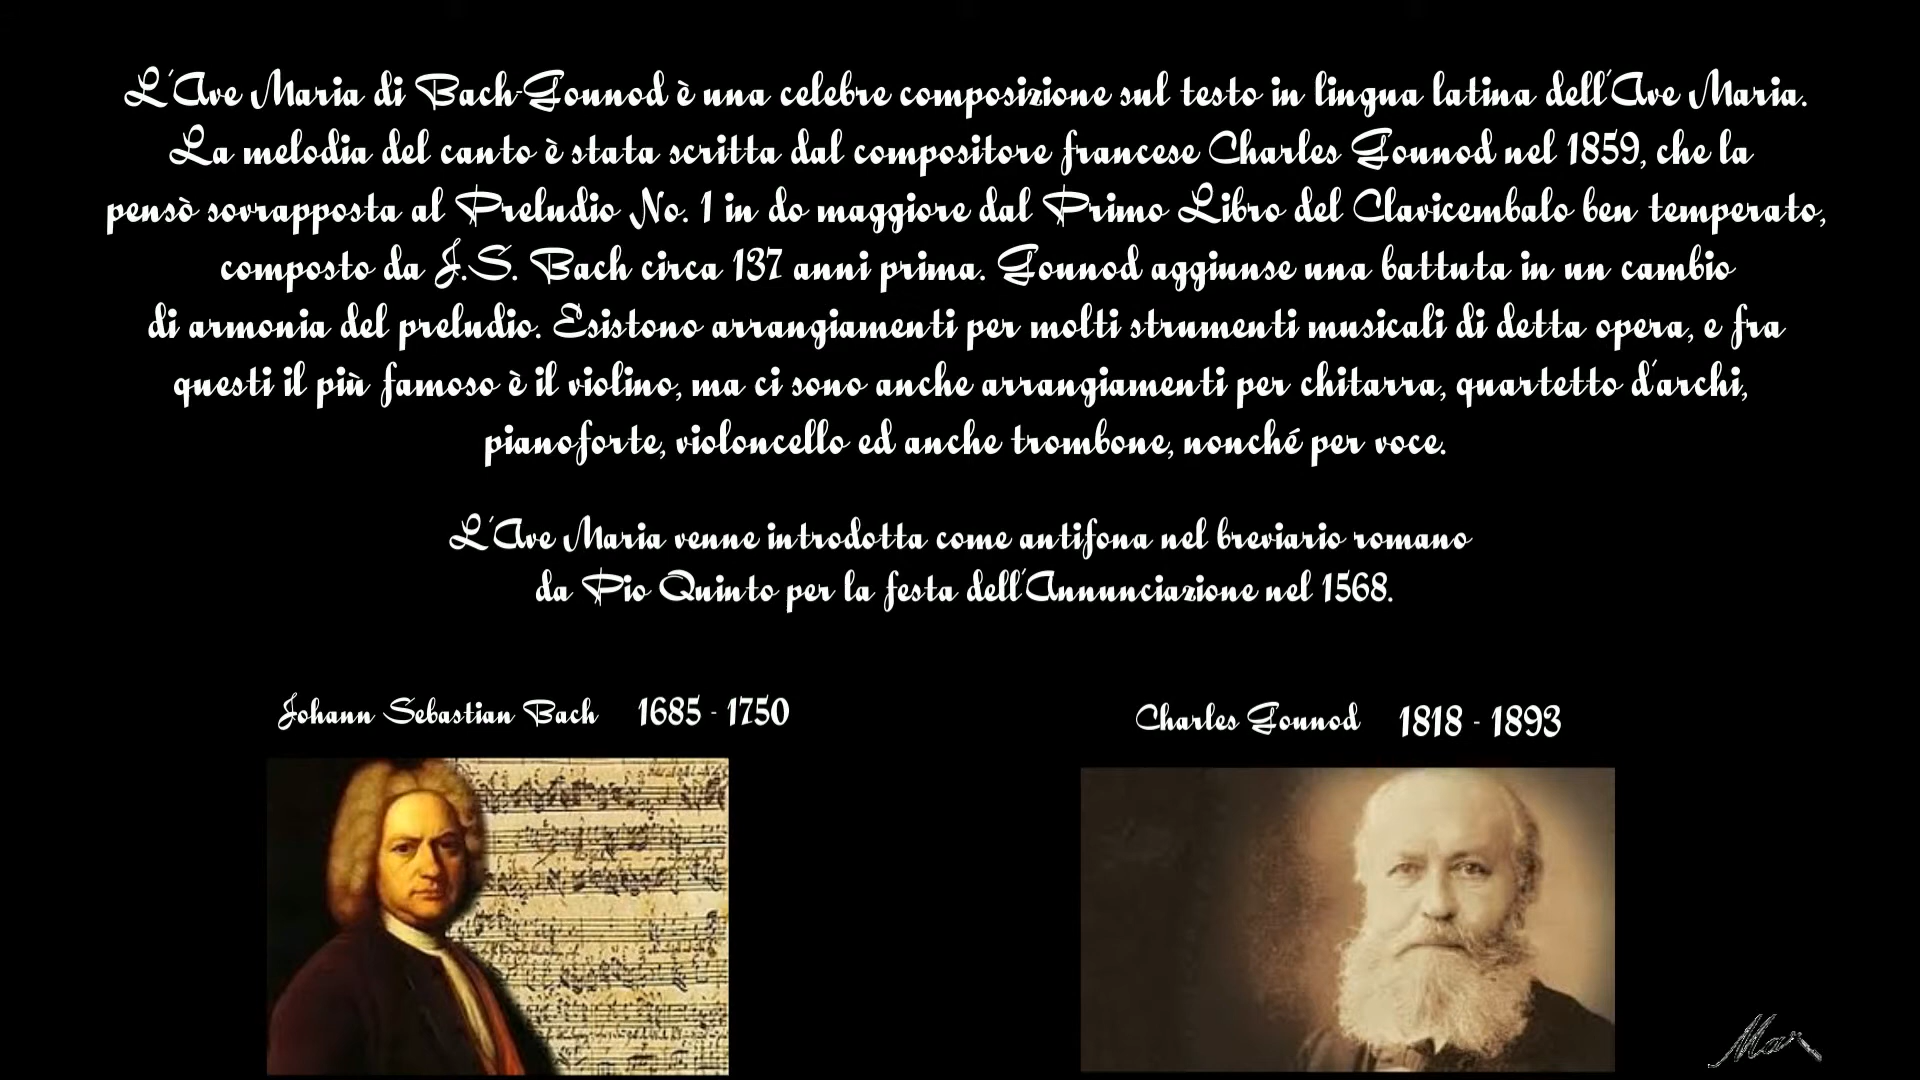 L'Ave Maria di Bach-Gounod è una celebre composizione sul testo in lingua latina dell'Ave Maria.
La melodia del canto è stata scritta dal compositore francese Charles Gounod nel 1859, che la
pensò sovrapposta al Preludio No. 1 in do maggiore dal Primo Libro del Clavicembalo ben temperato,
composto da J.S. Bach circa 137 anni prima. Gounod aggiunse una battuta in un cambio
di armonia del preludio. Esistono arrangiamenti per molti strumenti musicali di detta opera, e fra
questi il più famoso è il violino, ma ci sono anche arrangiamenti per chitarra, quartetto d'archi,
pianoforte, violoncello ed anche trombone, nonché per voce.
L'Ave Maria venne introdotta come antifona nel breviario romano
da Pio Quinto per la festa dell'Annunciazione nel 1568.
Johann Sebastian Bach 1685 - 1750
Charles Gounod 1818 - 1893